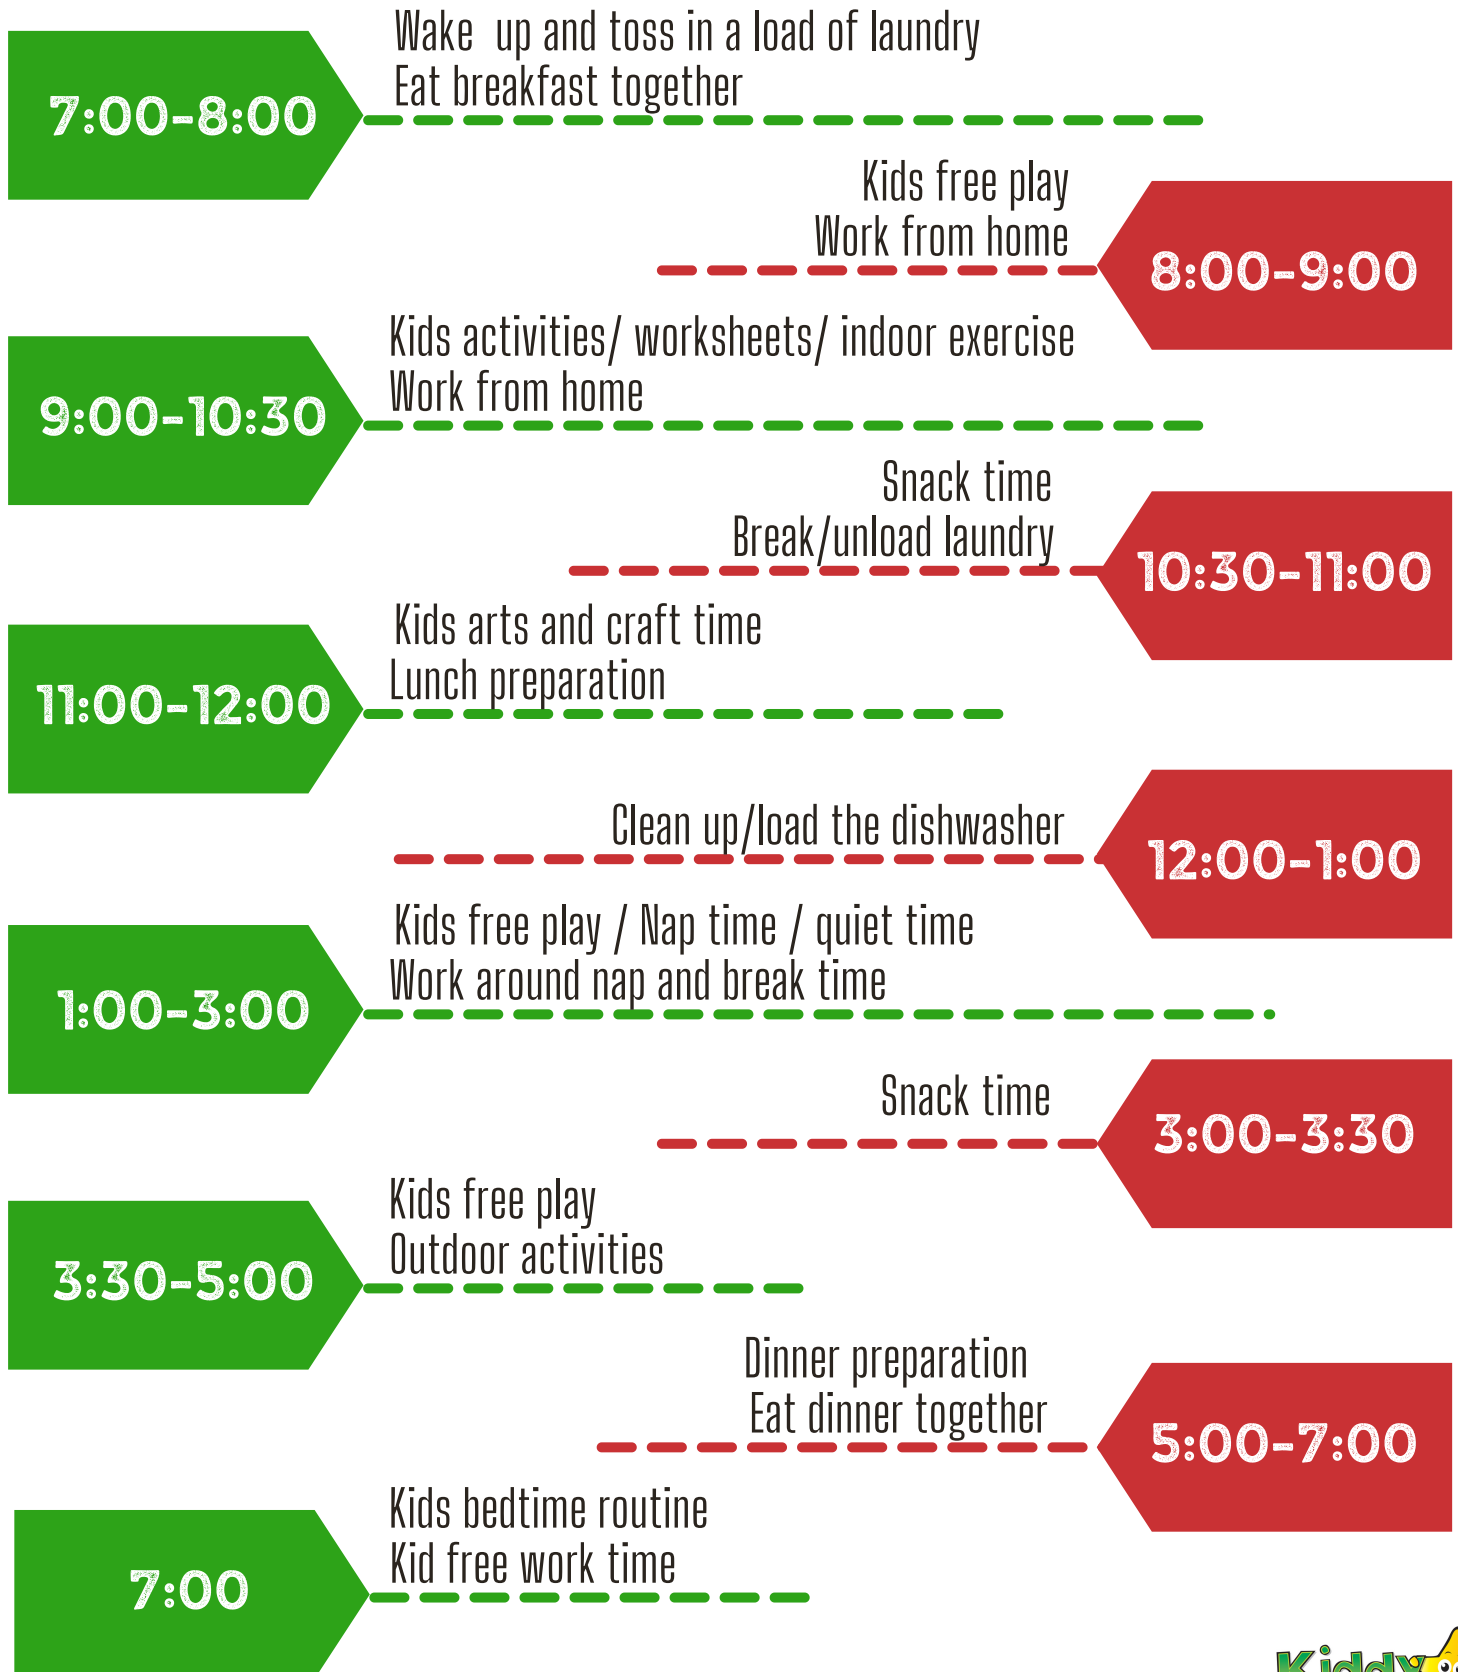 Wake up and toss in a load of laundry
Eat breakfast together
7:00-8:00
Kids free play
Work from home
8:00-9:00
Kids activities/ worksheets/ indoor exercise
Work from home
9:00-10:30
Snack time
Break/unload laundry
10:30-11:00
Kids arts and craft time
Lunch preparation
11:00-12:00
Clean up/load the dishwasher
12:00-1:00
Kids free play / Nap time / quiet time
Work around nap and break time
1:00-3:00
Snack time
3:00-3:30
Kids free play
Outdoor activities
3:30-5:00
Dinner preparation
Eat dinner together
5:00-7:00
Kids bedtime routine
Kid free work time
7:00
Kiddy